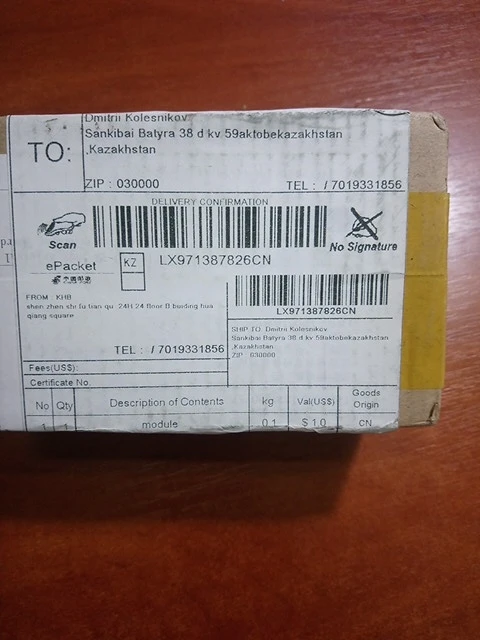 Dmitrii Kolesnikov
TO:
Sankibai Batyra 38 d kv 59aktobekazakhstan
,Kazakhstan
ZIP : 030000
TEL : / 7019331856
DELIVERY CONFIRMATION
Scan
No Signature
ePacket
KZ
LX971387826CN
FROM : KHB
shen zhen shi fu tian qu :24H 24 floor B buiding hua
qiang square
TEL : / 7019331856
LX971387826CN
SHIP TO: Dmitrii Kolesnikov
Sankibai Batyra 38 d kv 59aktobekazakhstan
,Kazakhstan
ZIP : 030000
Fees(US$):
Certificate No.
No Qty Description of Contents kg Val(US$) Goods Origin
1 1 module 0.1 $ 1.0 CN